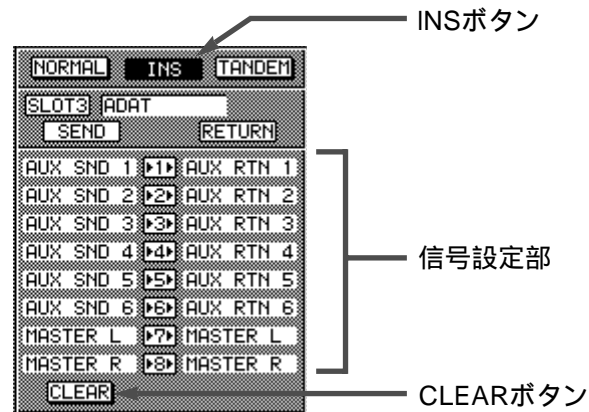 INSボタン
NORMAL INS TANDEM
SLOT3 ADAT
SEND RETURN
AUX SND 1 1 AUX RTN 1
AUX SND 2 2 AUX RTN 2
AUX SND 3 3 AUX RTN 3
AUX SND 4 4 AUX RTN 4
AUX SND 5 5 AUX RTN 5
AUX SND 6 6 AUX RTN 6
MASTER L 7 MASTER L
MASTER R 8 MASTER R
信号設定部
CLEAR
CLEARボタン